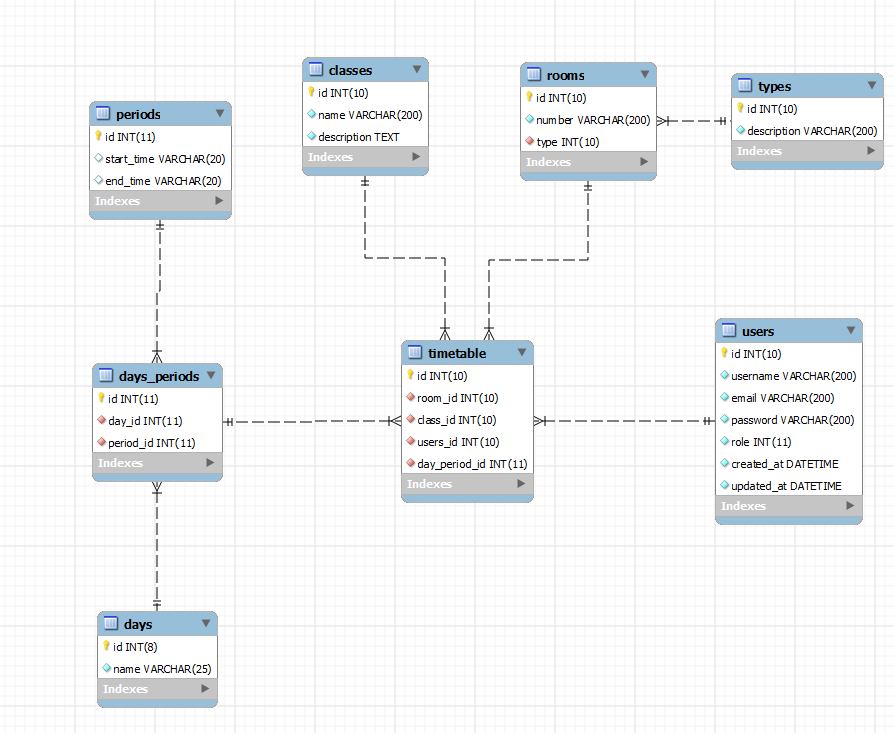 classes
id INT(10)
name VARCHAR(200)
description TEXT
Indexes
rooms
id INT(10)
number VARCHAR(200)
type INT(10)
Indexes
types
id INT(10)
description VARCHAR(200)
Indexes
periods
id INT(11)
start_time VARCHAR(20)
end_time VARCHAR(20)
Indexes
users
id INT(10)
username VARCHAR(200)
email VARCHAR(200)
password VARCHAR(200)
role INT(11)
created_at DATETIME
updated_at DATETIME
Indexes
timetable
id INT(10)
room_id INT(10)
class_id INT(10)
users_id INT(10)
day_period_id INT(11)
Indexes
days_periods
id INT(11)
day_id INT(11)
period_id INT(11)
Indexes
days
id INT(8)
name VARCHAR(25)
Indexes